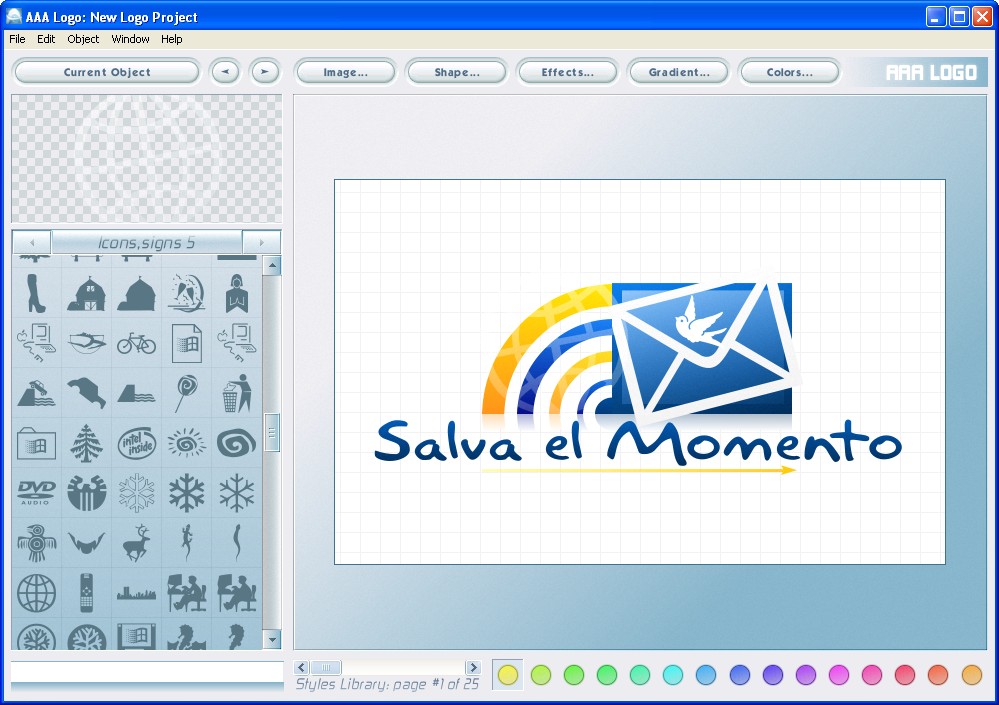 AAA Logo: New Logo Project
File Edit Object Window Help
Current Object
Image...
Shape...
Effects...
Gradient...
Colors...
AAA LOGO
Icons,signs 5
intel inside
DVD
AUDIO
Salva el Momento
Styles Library: page #1 of 25